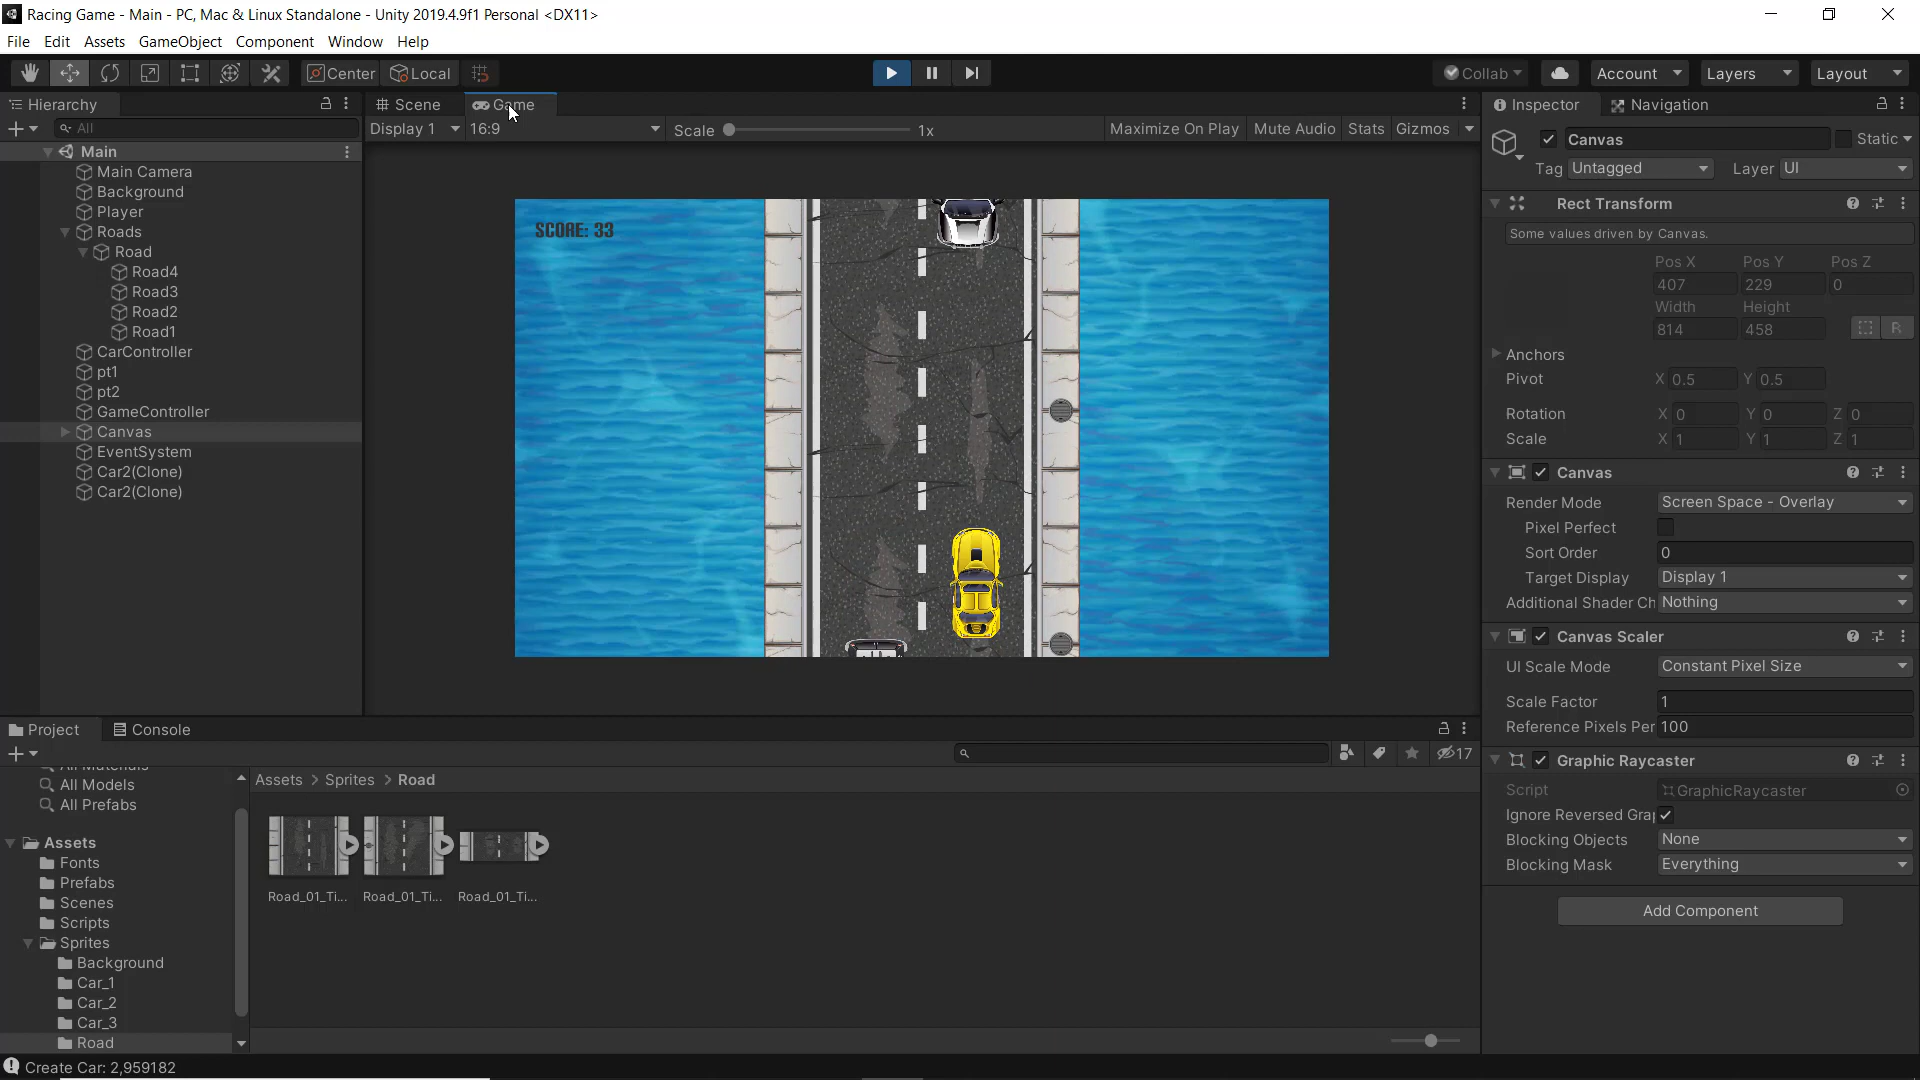 Racing Game - Main - PC, Mac & Linux Standalone - Unity 2019.4.9f1 Personal <DX11>
File Edit Assets GameObject Component Window Help
Center Local Collab Account Layers Layout
Hierarchy
All
Main
Main Camera
Background
Player
Roads
Road
Road4
Road3
Road2
Road1
CarController
pt1
pt2
GameController
Canvas
EventSystem
Car2(Clone)
Car2(Clone)
Scene Game
Display 1 16:9 Scale 1x Maximize On Play Mute Audio Stats Gizmos
SCORE: 33
Inspector Navigation
Canvas Static
Tag Untagged Layer UI
Rect Transform
Some values driven by Canvas.
Pos X Pos Y Pos Z
407 229 0
Width Height
814 458 R
Anchors
Pivot X 0.5 Y 0.5
Rotation X 0 Y 0 Z 0
Scale X 1 Y 1 Z 1
Canvas
Render Mode Screen Space - Overlay
Pixel Perfect
Sort Order 0
Target Display Display 1
Additional Shader Ch Nothing
Canvas Scaler
UI Scale Mode Constant Pixel Size
Scale Factor 1
Reference Pixels Per 100
Graphic Raycaster
Script GraphicRaycaster
Ignore Reversed Gra
Blocking Objects None
Blocking Mask Everything
Add Component
Project Console
17
All Models
All Prefabs
Assets
Fonts
Prefabs
Scenes
Scripts
Sprites
Background
Car_1
Car_2
Car_3
Road
Assets > Sprites > Road
Road_01_Ti... Road_01_Ti... Road_01_Ti...
Create Car: 2,959182